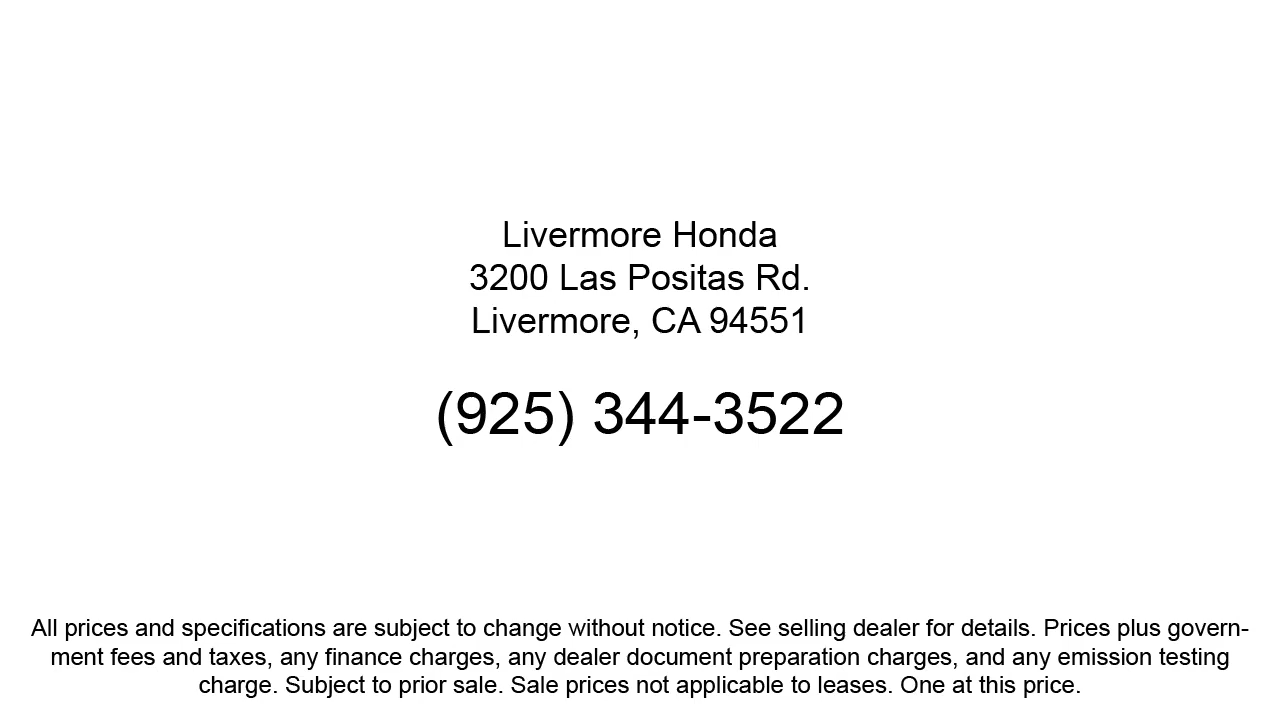 Livermore Honda
3200 Las Positas Rd.
Livermore, CA 94551
(925) 344-3522
All prices and specifications are subject to change without notice. See selling dealer for details. Prices plus govern-
ment fees and taxes, any finance charges, any dealer document preparation charges, and any emission testing
charge. Subject to prior sale. Sale prices not applicable to leases. One at this price.